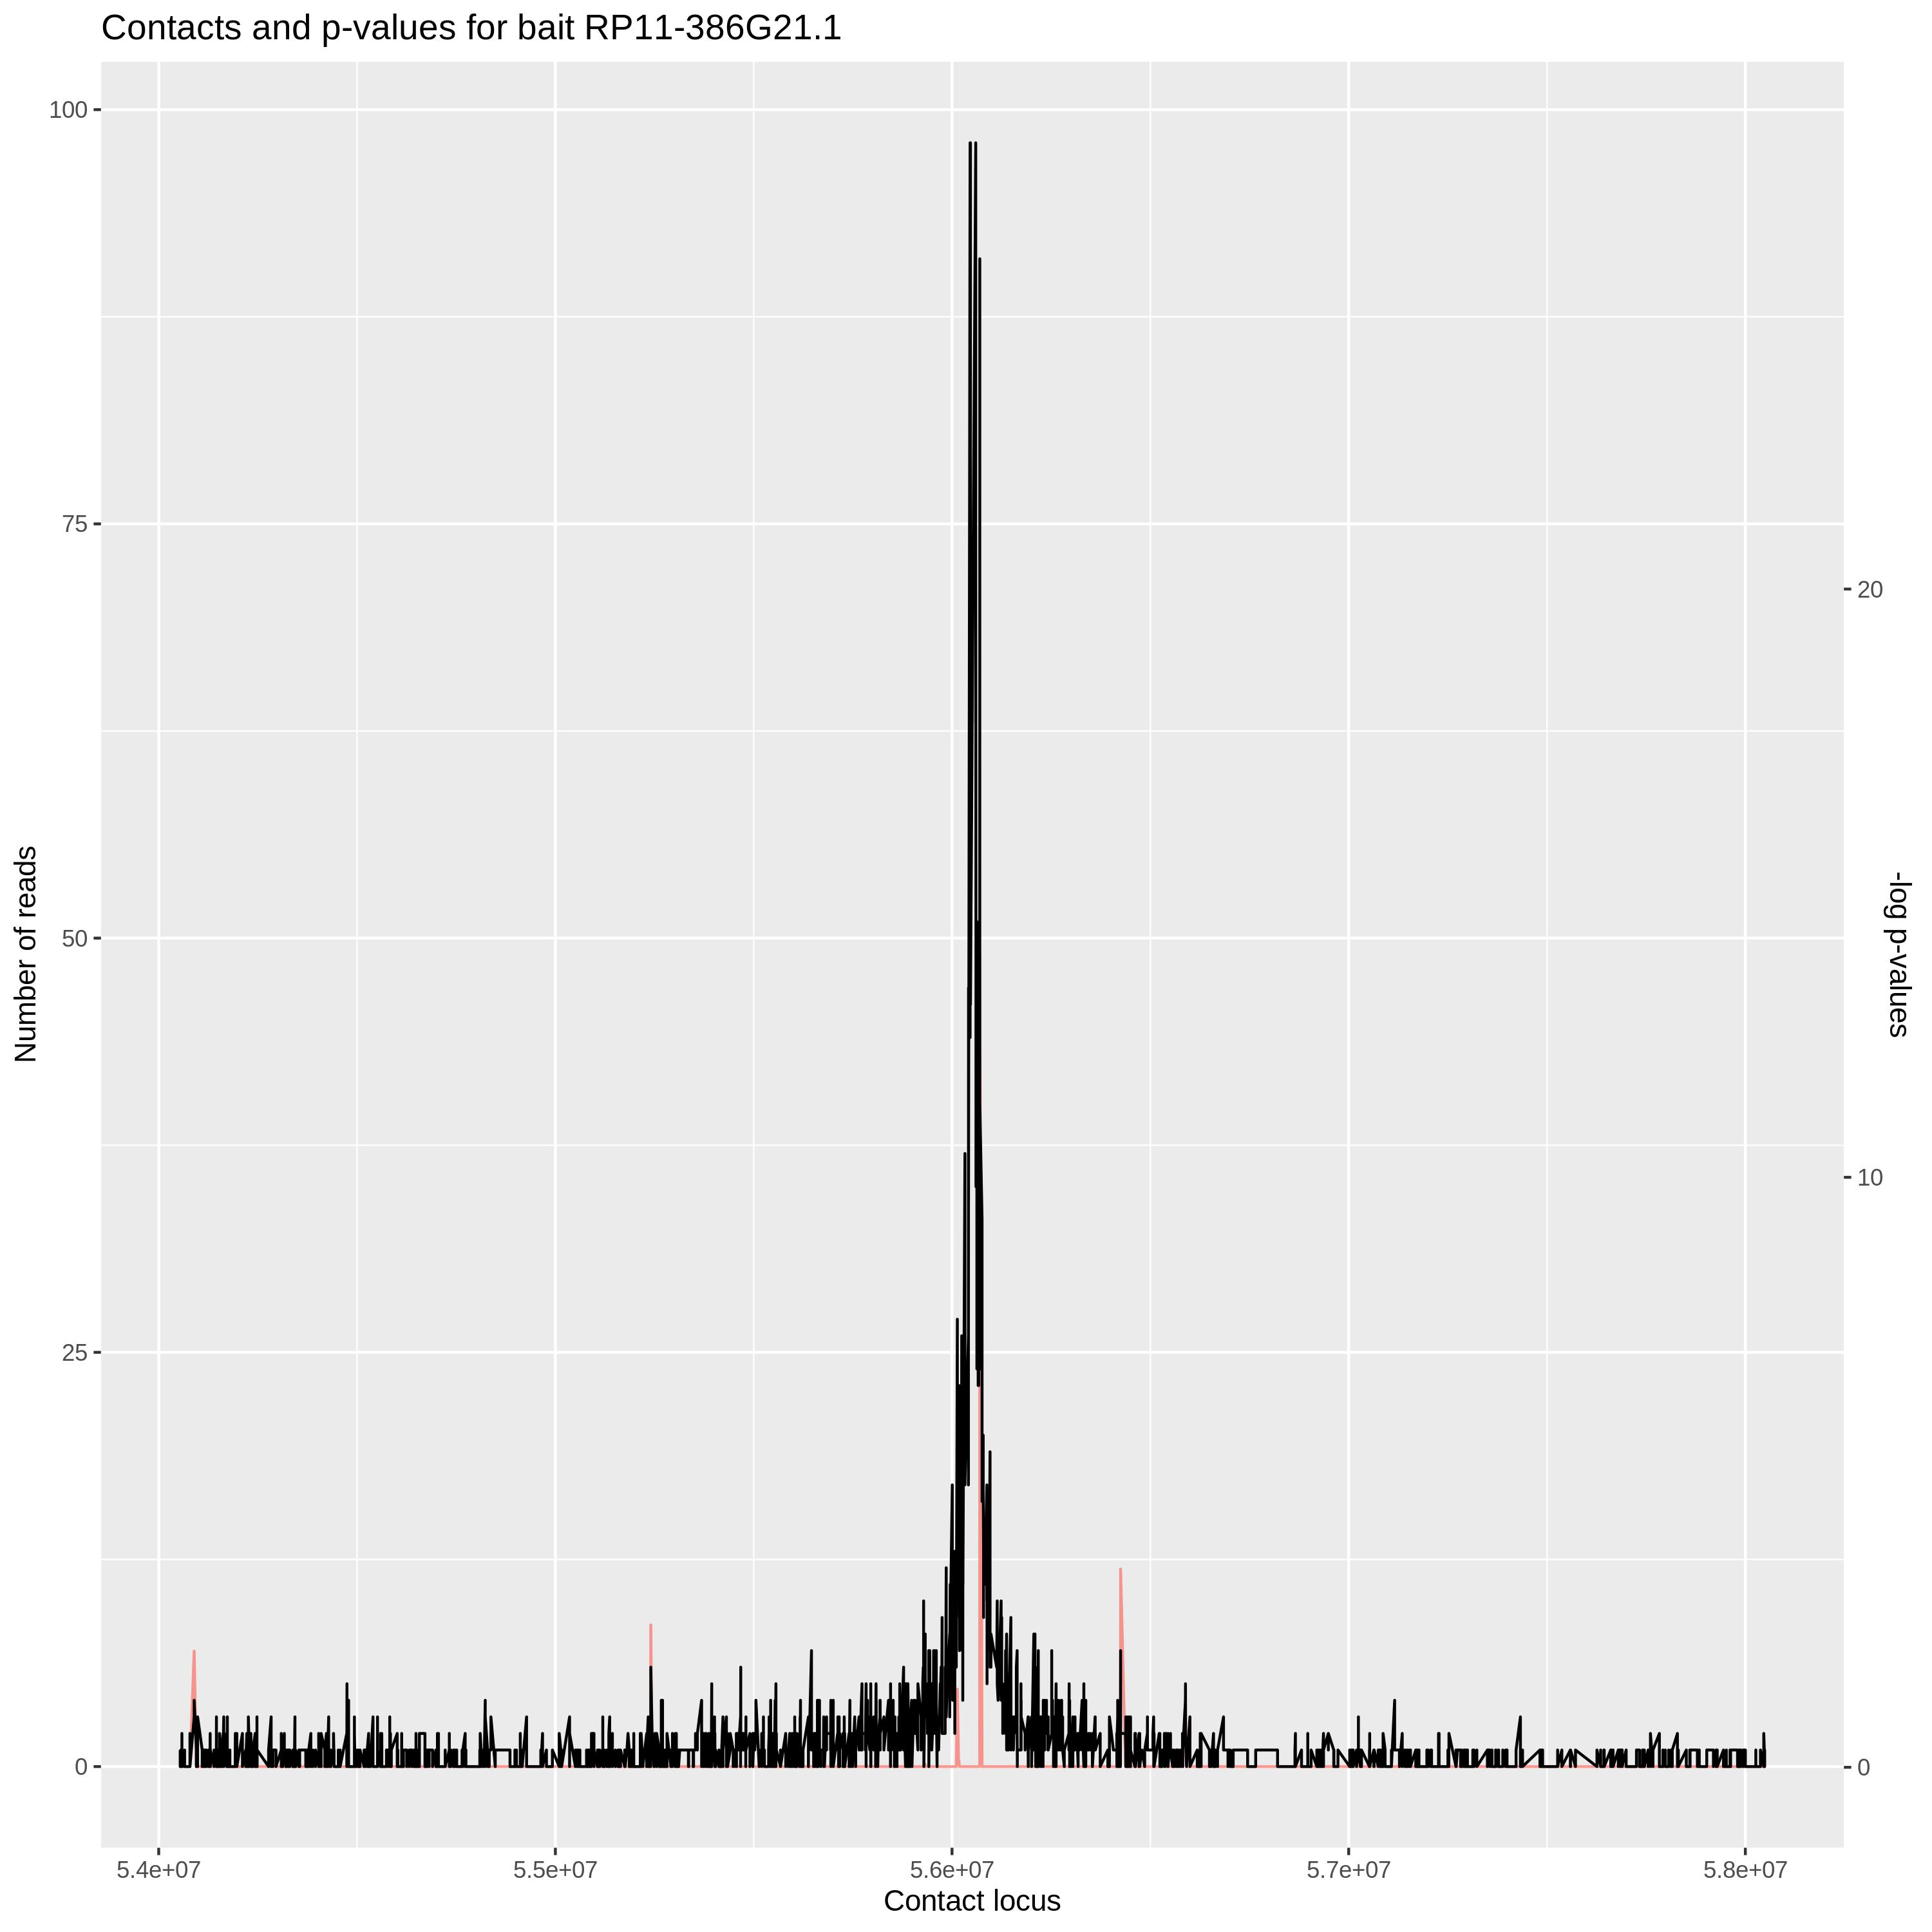 Contacts and p-values for bait RP11-386G21.1
100
75
50
25
0
Number of reads
20
10
0
-log p-values
5.4e+07
5.5e+07
5.6e+07
5.7e+07
5.8e+07
Contact locus